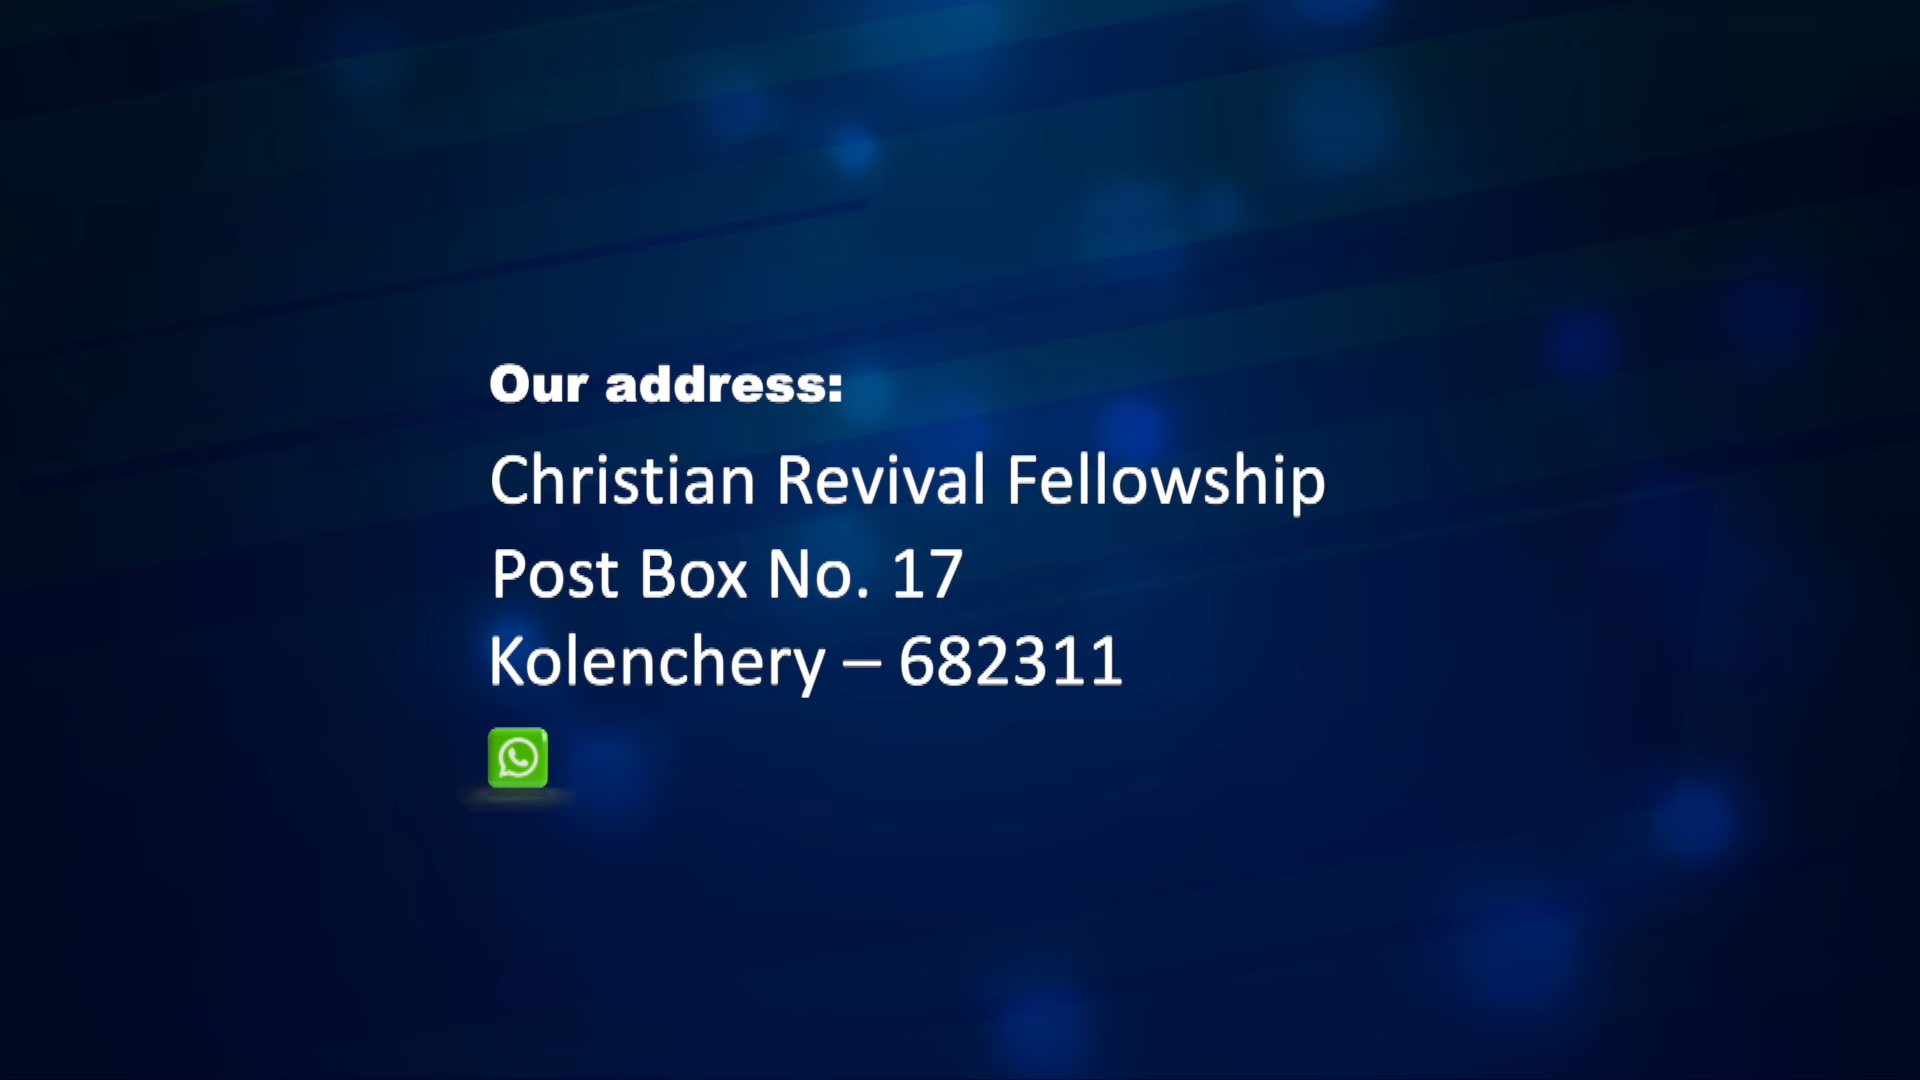 Our address:
Christian Revival Fellowship
Post Box No. 17
Kolenchery – 682311